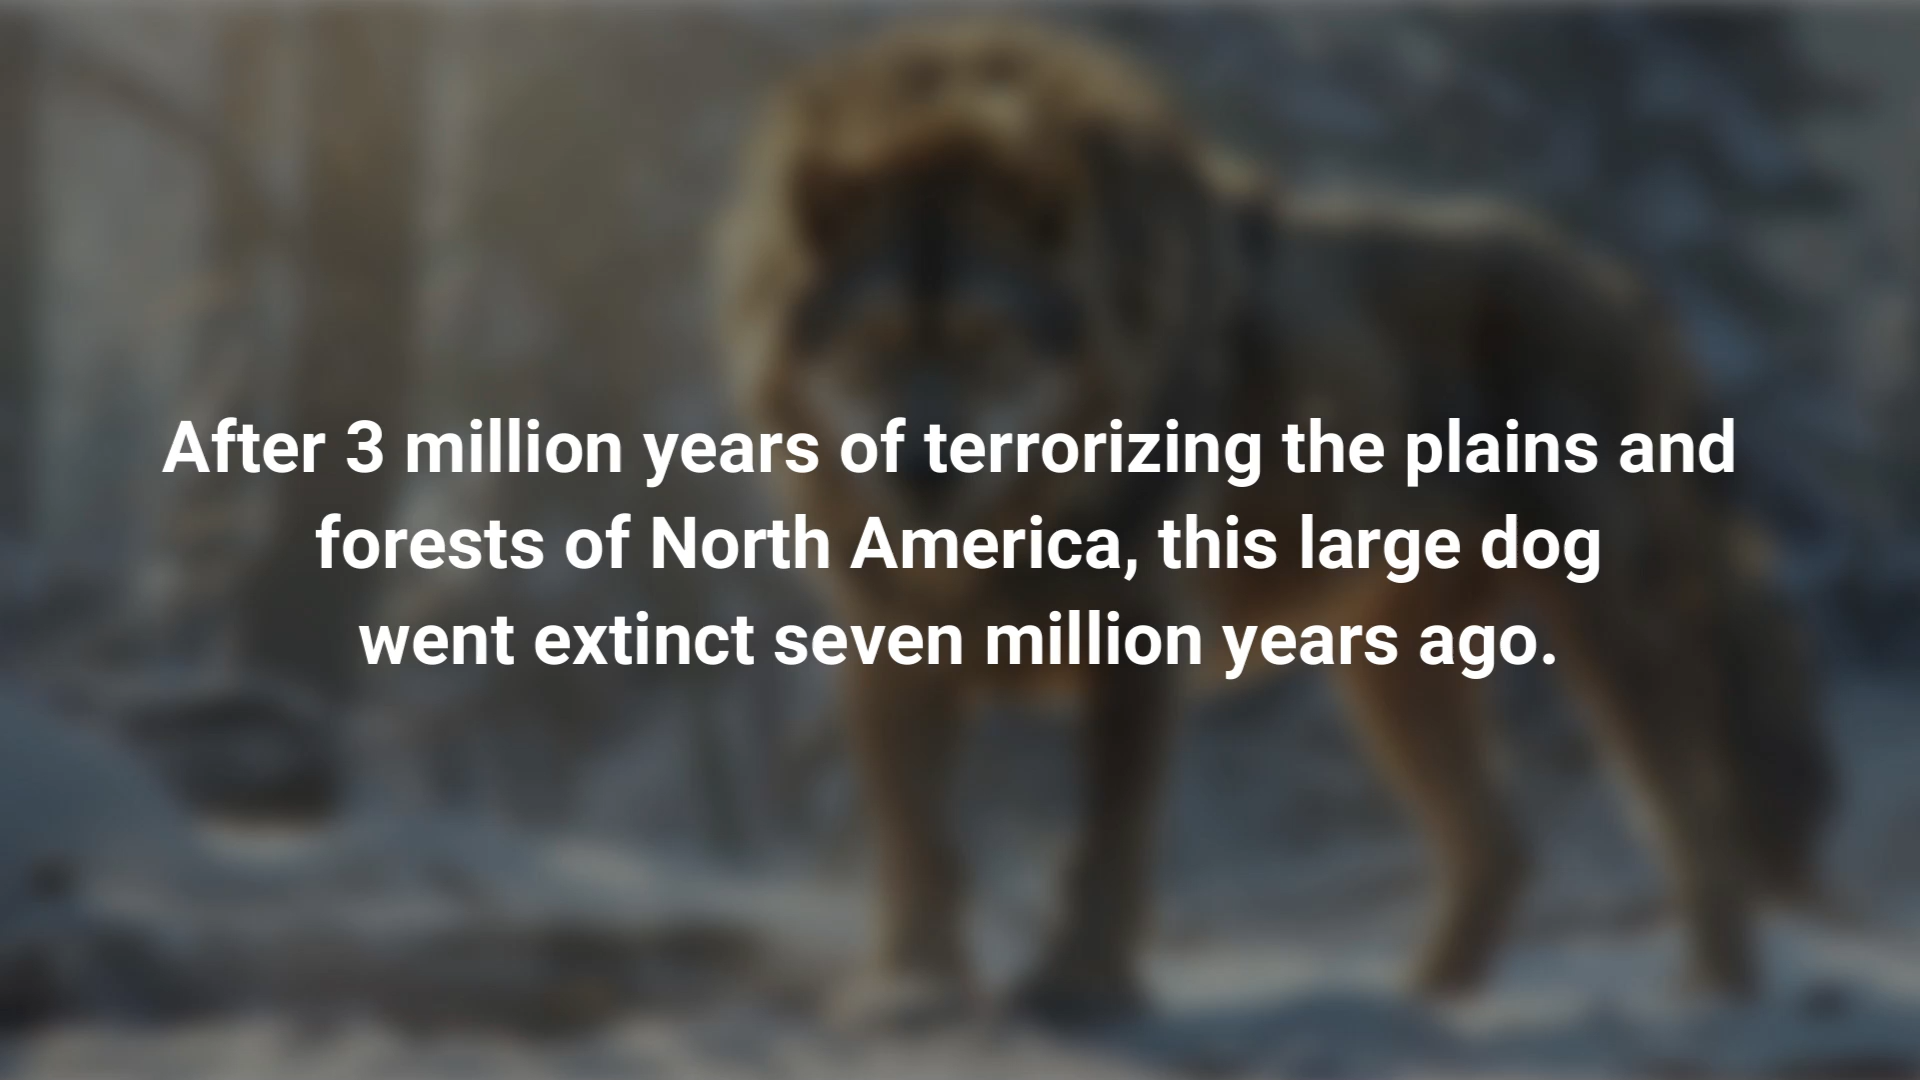 After 3 million years of terrorizing the plains and
forests of North America, this large dog
went extinct seven million years ago.